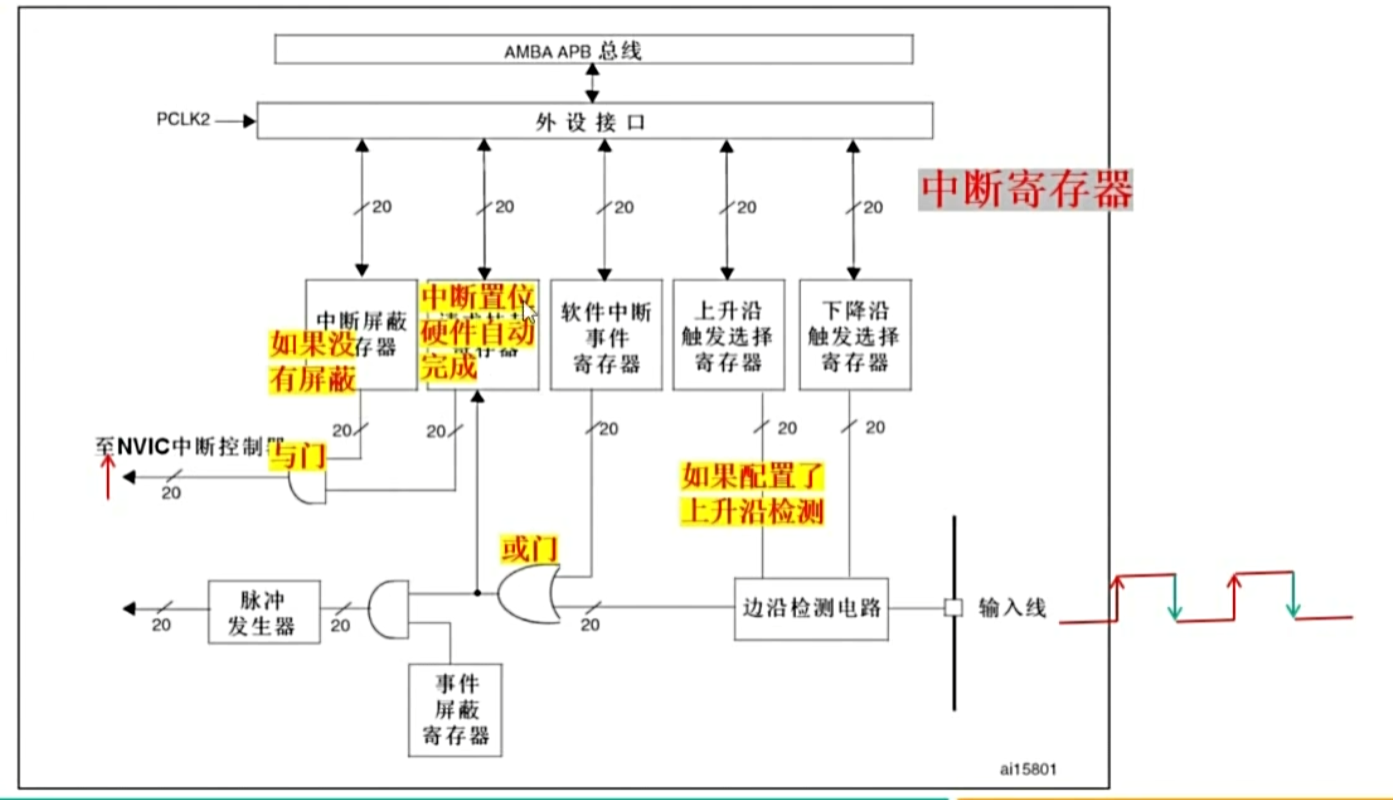 AMBA APB 总线
PCLK2
外设接口
20
20
20
20
20
中断寄存器
中断屏蔽
存器
如果没
有屏蔽
中断置位
硬件自动
完成
存器
软件中断
事件
寄存器
上升沿
触发选择
寄存器
下降沿
触发选择
寄存器
20
20
20
20
20
至NVIC中断控制
与门
20
如果配置了
上升沿检测
或门
脉冲
发生器
20
20
20
边沿检测电路
输入线
事件
屏蔽
寄存器
ai15801